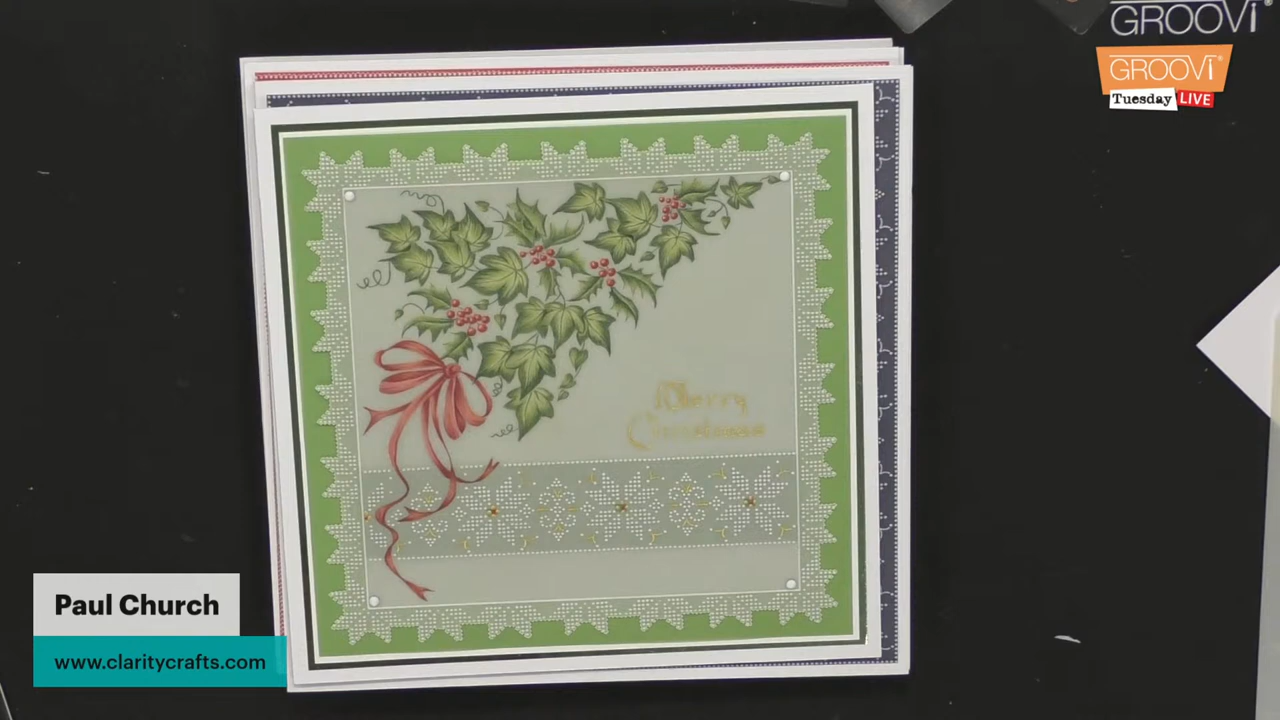 GROOVI®
GROOVI®
Tuesday LIVE
Merry
Christmas
Paul Church
www.claritycrafts.com